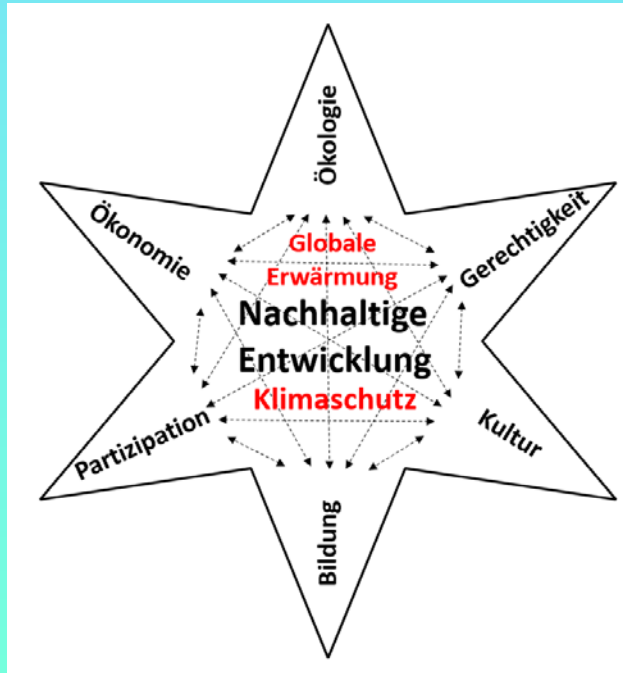 Ökologie
Ökonomie
Gerechtigkeit
Globale
Erwärmung
Nachhaltige
Entwicklung
Klimaschutz
Partizipation
Kultur
Bildung